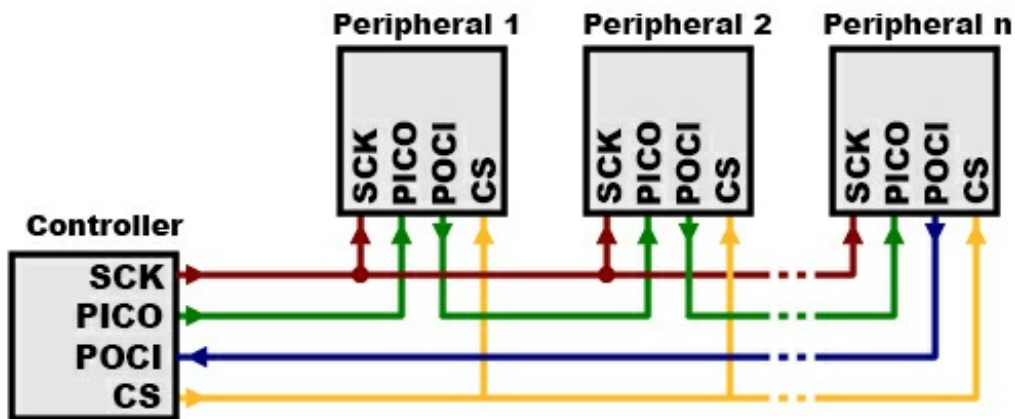 Peripheral 1
SCK
PICO
POCI
CS
Peripheral 2
SCK
PICO
POCI
CS
Peripheral n
SCK
PICO
POCI
CS
Controller
SCK
PICO
POCI
CS